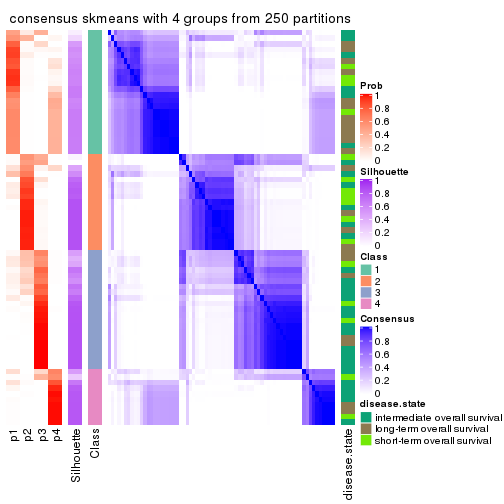 consensus skmeans with 4 groups from 250 partitions
p1
p2
p3
p4
Silhouette
Class
disease.state
Prob
1
0.8
0.6
0.4
0.2
0
Silhouette
1
0.8
0.6
0.4
0.2
0
Class
1
2
3
4
Consensus
1
0.8
0.6
0.4
0.2
0
disease.state
intermediate overall survival
long-term overall survival
short-term overall survival